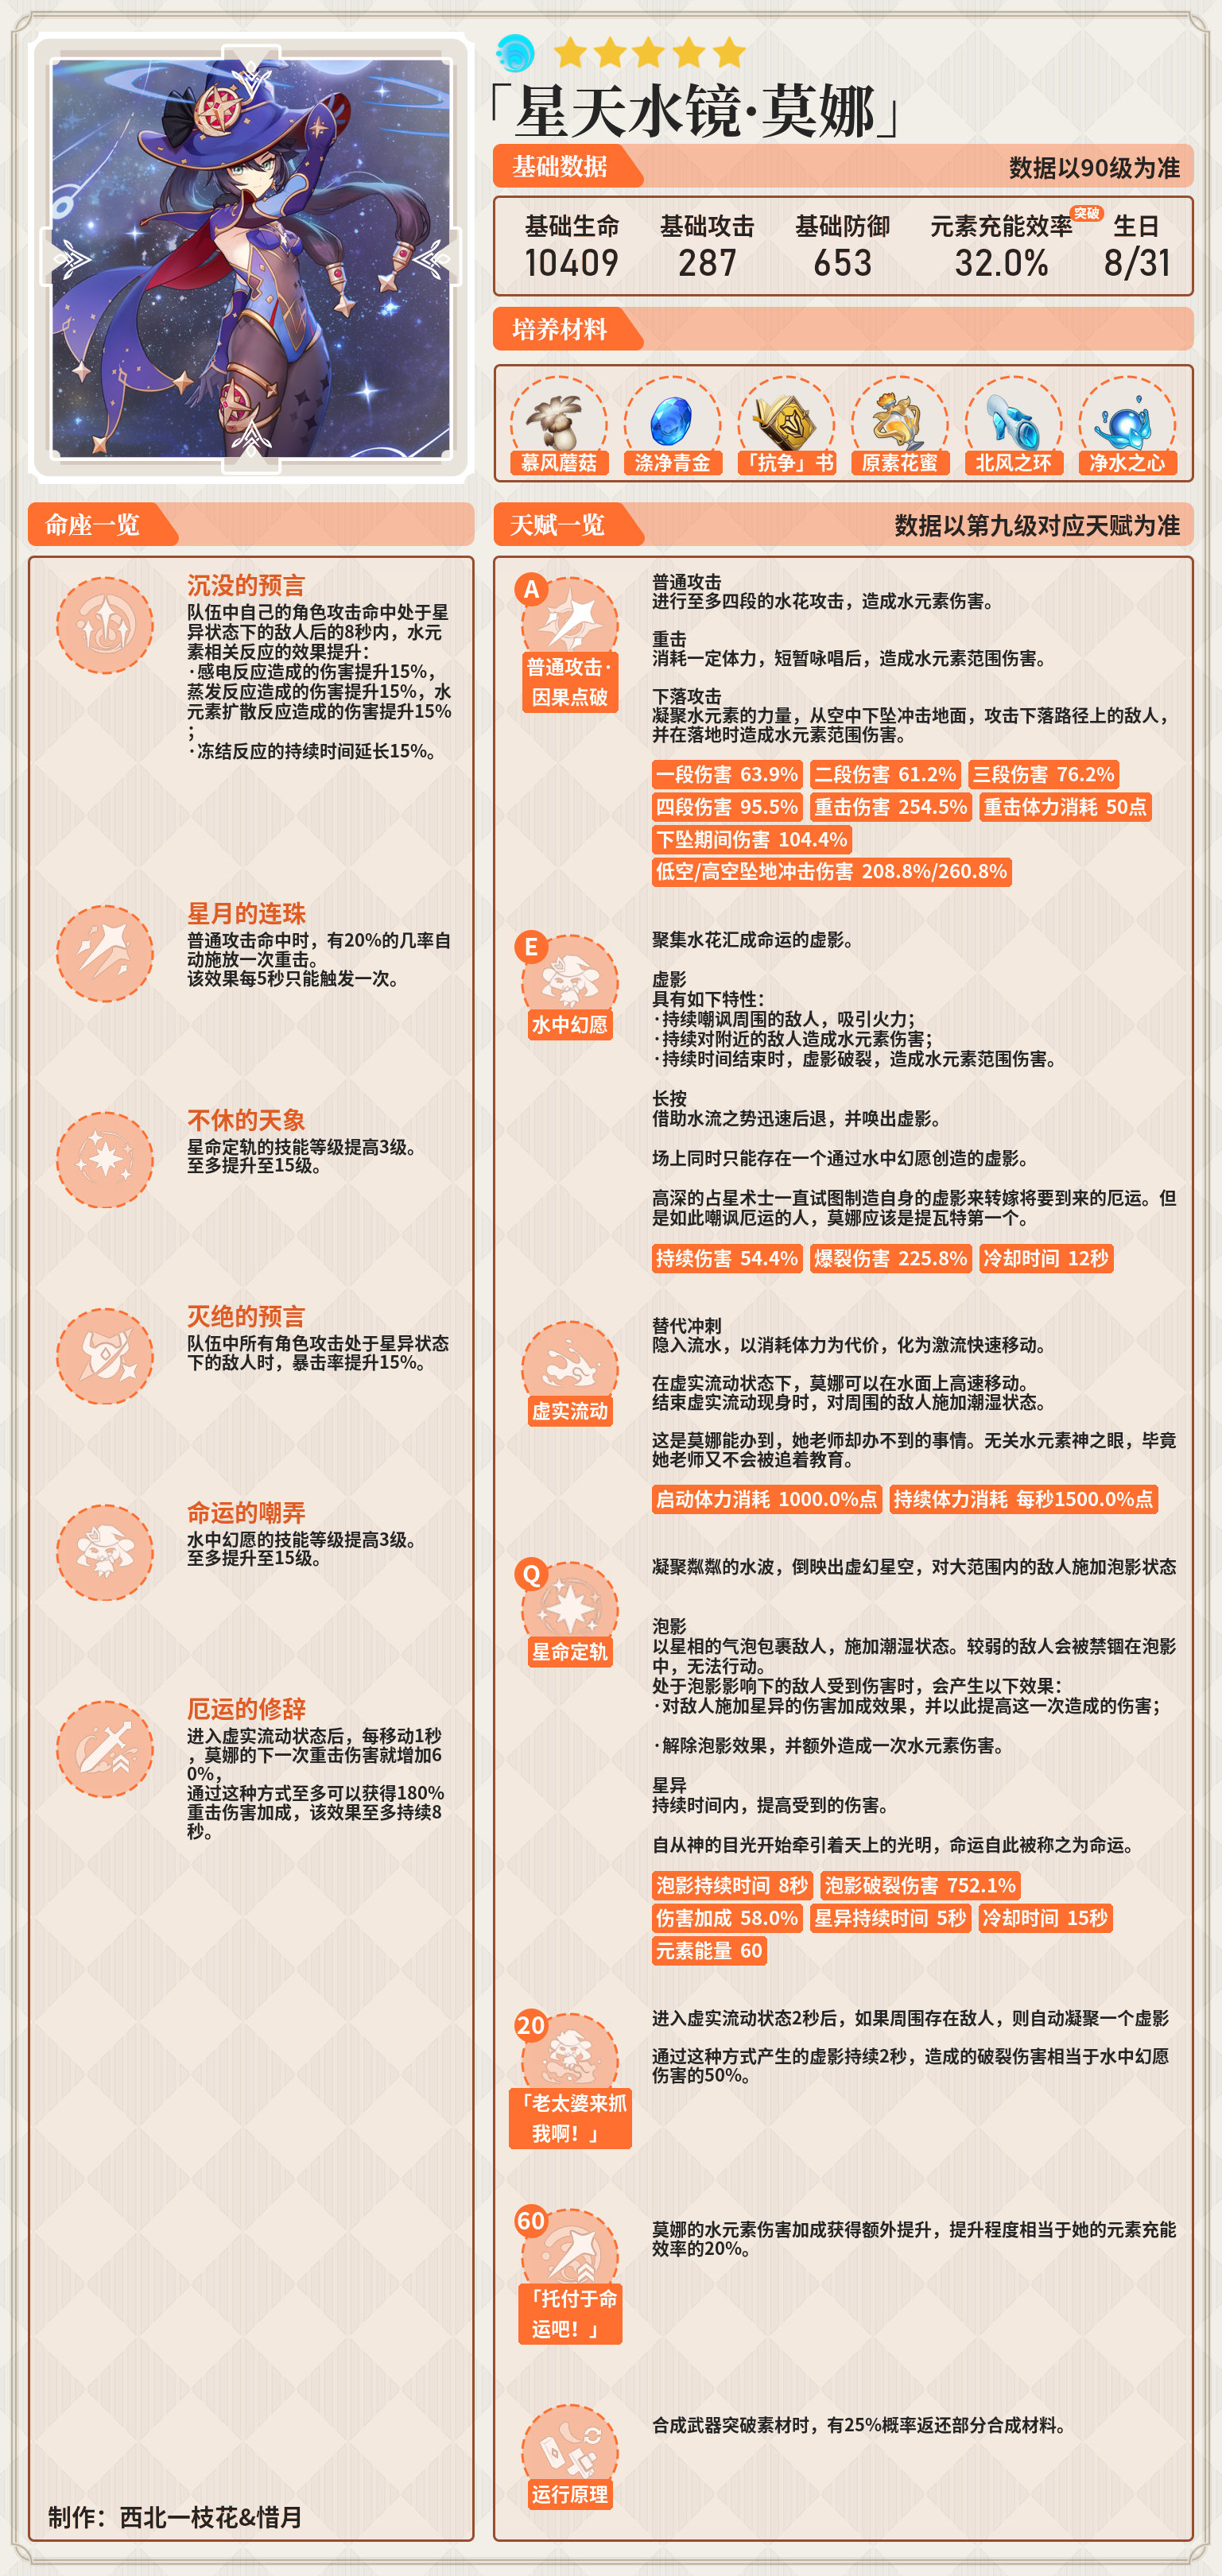 「星天水镜·莫娜」
基础数据
数据以90级为准
基础生命 基础攻击 基础防御 元素充能效率 突破 生日
10409 287 653 32.0% 8/31
培养材料
慕风蘑菇 涤净青金 「抗争」书 原素花蜜 北风之环 净水之心
命座一览
沉没的预言
队伍中自己的角色攻击命中处于星
异状态下的敌人后的8秒内，水元
素相关反应的效果提升：
·感电反应造成的伤害提升15%，
蒸发反应造成的伤害提升15%，水
元素扩散反应造成的伤害提升15%
；
·冻结反应的持续时间延长15%。
星月的连珠
普通攻击命中时，有20%的几率自
动施放一次重击。
该效果每5秒只能触发一次。
不休的天象
星命定轨的技能等级提高3级。
至多提升至15级。
灭绝的预言
队伍中所有角色攻击处于星异状态
下的敌人时，暴击率提升15%。
命运的嘲弄
水中幻愿的技能等级提高3级。
至多提升至15级。
厄运的修辞
进入虚实流动状态后，每移动1秒
，莫娜的下一次重击伤害就增加6
0%，
通过这种方式至多可以获得180%
重击伤害加成，该效果至多持续8
秒。
制作：西北一枝花&惜月
天赋一览
数据以第九级对应天赋为准
A
普通攻击·
因果点破
普通攻击
进行至多四段的水花攻击，造成水元素伤害。
重击
消耗一定体力，短暂咏唱后，造成水元素范围伤害。
下落攻击
凝聚水元素的力量，从空中下坠冲击地面，攻击下落路径上的敌人，
并在落地时造成水元素范围伤害。
一段伤害 63.9% 二段伤害 61.2% 三段伤害 76.2%
四段伤害 95.5% 重击伤害 254.5% 重击体力消耗 50点
下坠期间伤害 104.4%
低空/高空坠地冲击伤害 208.8%/260.8%
E
水中幻愿
聚集水花汇成命运的虚影。
虚影
具有如下特性：
·持续嘲讽周围的敌人，吸引火力；
·持续对附近的敌人造成水元素伤害；
·持续时间结束时，虚影破裂，造成水元素范围伤害。
长按
借助水流之势迅速后退，并唤出虚影。
场上同时只能存在一个通过水中幻愿创造的虚影。
高深的占星术士一直试图制造自身的虚影来转嫁将要到来的厄运。但
是如此嘲讽厄运的人，莫娜应该是提瓦特第一个。
持续伤害 54.4% 爆裂伤害 225.8% 冷却时间 12秒
虚实流动
替代冲刺
隐入流水，以消耗体力为代价，化为激流快速移动。
在虚实流动状态下，莫娜可以在水面上高速移动。
结束虚实流动现身时，对周围的敌人施加潮湿状态。
这是莫娜能办到，她老师却办不到的事情。无关水元素神之眼，毕竟
她老师又不会被追着教育。
启动体力消耗 1000.0%点 持续体力消耗 每秒1500.0%点
Q
星命定轨
凝聚粼粼的水波，倒映出虚幻星空，对大范围内的敌人施加泡影状态
泡影
以星相的气泡包裹敌人，施加潮湿状态。较弱的敌人会被禁锢在泡影
中，无法行动。
处于泡影影响下的敌人受到伤害时，会产生以下效果：
·对敌人施加星异的伤害加成效果，并以此提高这一次造成的伤害；
·解除泡影效果，并额外造成一次水元素伤害。
星异
持续时间内，提高受到的伤害。
自从神的目光开始牵引着天上的光明，命运自此被称之为命运。
泡影持续时间 8秒 泡影破裂伤害 752.1%
伤害加成 58.0% 星异持续时间 5秒 冷却时间 15秒
元素能量 60
20
「老太婆来抓
我啊！」
进入虚实流动状态2秒后，如果周围存在敌人，则自动凝聚一个虚影
通过这种方式产生的虚影持续2秒，造成的破裂伤害相当于水中幻愿
伤害的50%。
60
「托付于命
运吧！」
莫娜的水元素伤害加成获得额外提升，提升程度相当于她的元素充能
效率的20%。
运行原理
合成武器突破素材时，有25%概率返还部分合成材料。